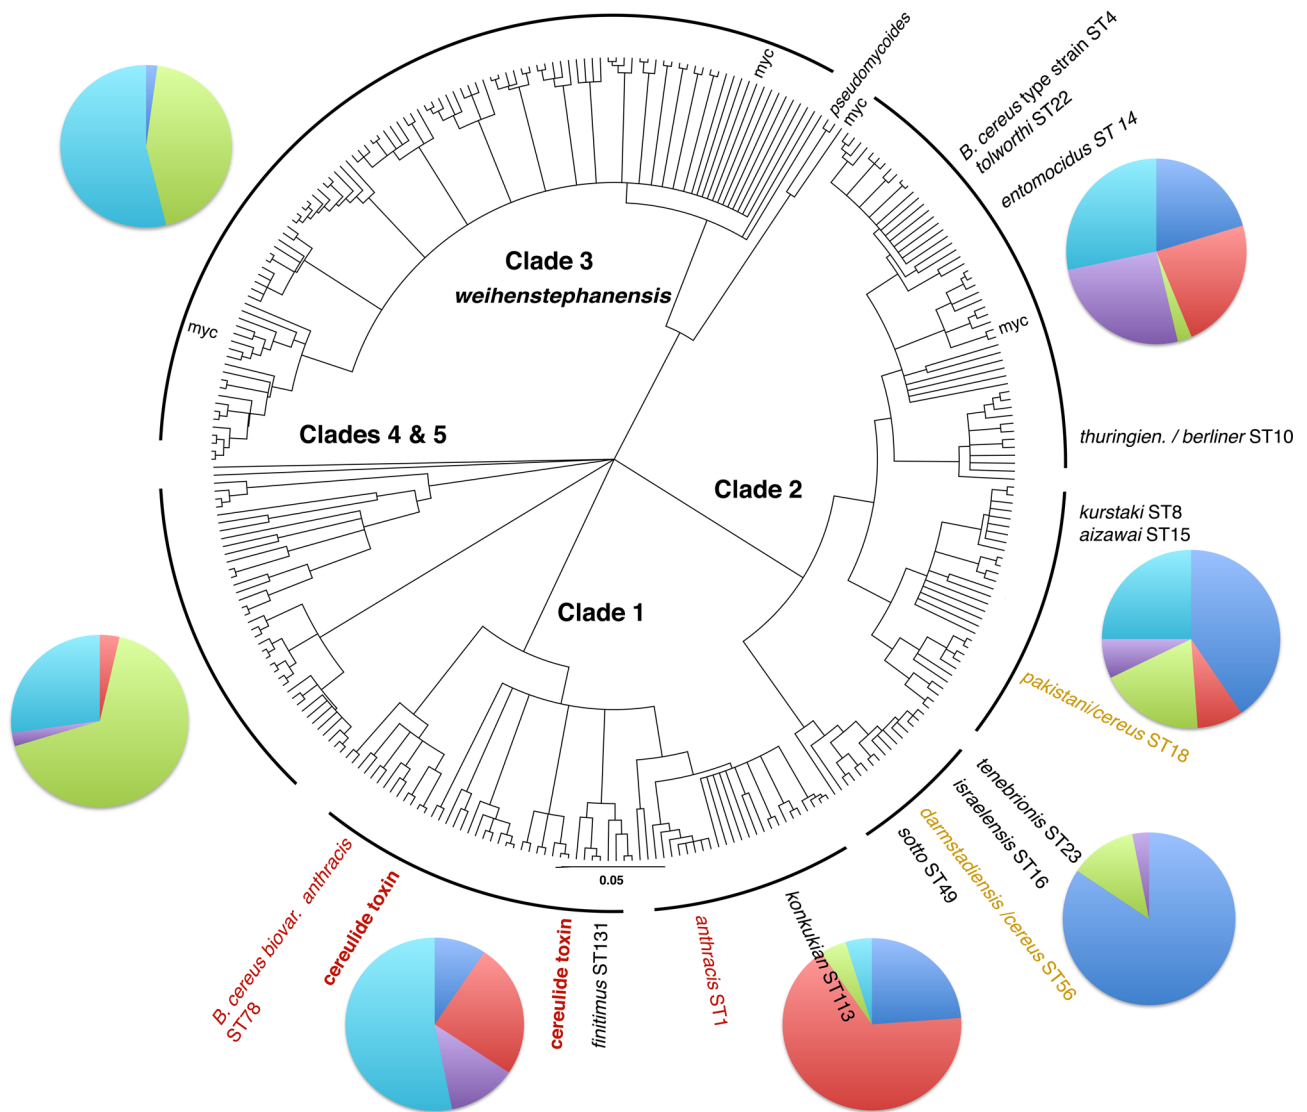 myc
pseudomycoides
myc
B. cereus type strain ST4
tolworthi ST22
entomocidus ST 14
Clade 3
weihenstephanensis
myc
myc
Clades 4 & 5
thuringien. / berliner ST10
Clade 2
kurstaki ST8
aizawai ST15
Clade 1
pakistani/cereus ST18
tenebrionis ST23
israelensis ST16
darmstadiensis /cereus ST56
sotto ST49
0.05
B. cereus biovar. anthracis
ST78
cereulide toxin
cereulide toxin
finitimus ST131
anthracis ST1
konkukian ST113